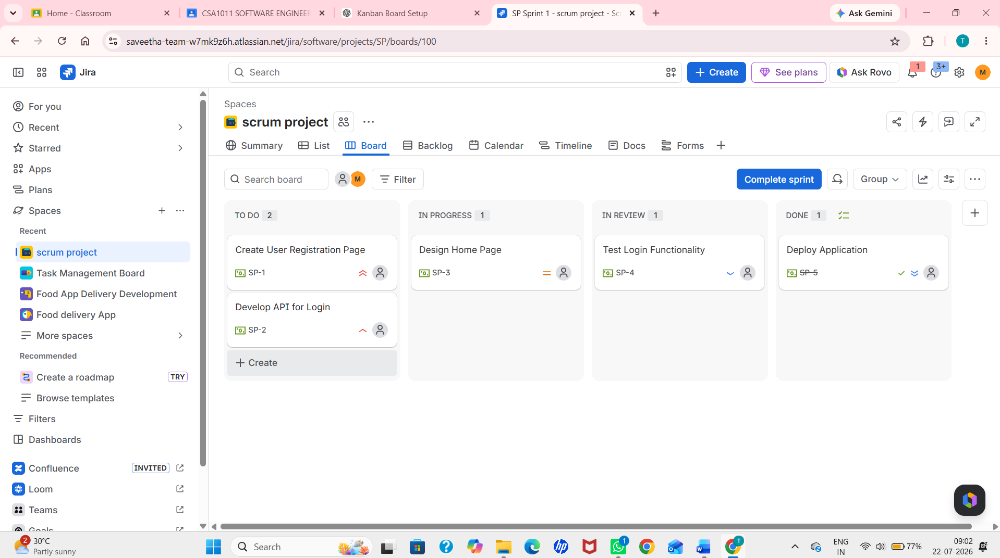 Home - Classroom
CSA1011 SOFTWARE ENGINEER
Kanban Board Setup
SP Sprint 1 - scrum project - Sc
Ask Gemini
saveetha-team-w7mk9z6h.atlassian.net/jira/software/projects/SP/boards/100
T
Jira
Search
Create
See plans
Ask Rovo
1
3+
M
For you
Recent
Starred
Apps
Plans
Spaces
Recent
scrum project
Task Management Board
Food App Delivery Development
Food delivery App
More spaces
Recommended
Create a roadmap
TRY
Browse templates
Filters
Dashboards
Confluence
INVITED
Loom
Teams
Goals
Spaces
scrum project
Summary
List
Board
Backlog
Calendar
Timeline
Docs
Forms
Search board
M
Filter
Complete sprint
Group
TO DO 2
Create User Registration Page
SP-1
Develop API for Login
SP-2
Create
IN PROGRESS 1
Design Home Page
SP-3
IN REVIEW 1
Test Login Functionality
SP-4
DONE 1
Deploy Application
SP-5
2
30°C
Partly sunny
Search
1
T
ENG
IN
77%
09:02
22-07-2026